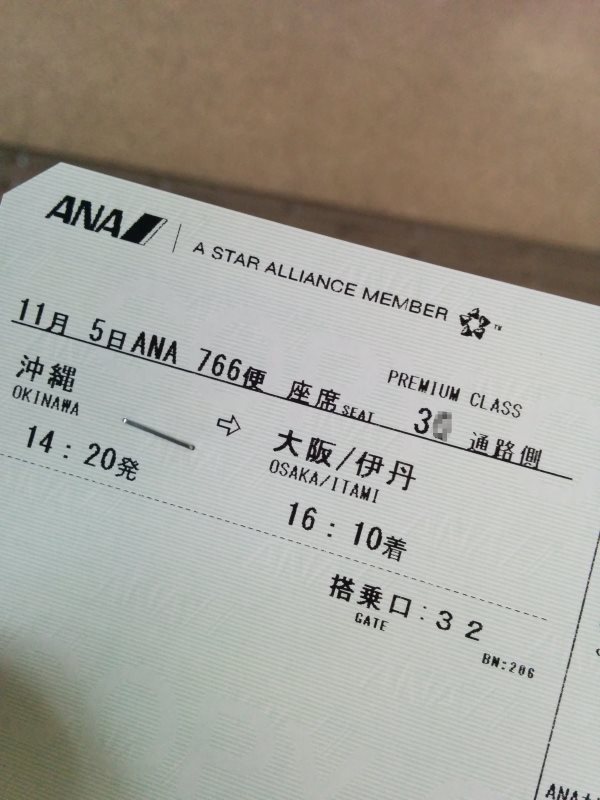 ANA
A STAR ALLIANCE MEMBER
11月 5日ANA 766便 座席SEAT 3 通路側
PREMIUM CLASS
沖縄 ⇨ 大阪/伊丹
OKINAWA OSAKA/ITAMI
14:20発 16:10着
搭乗口:32
GATE
BN:206
ANA